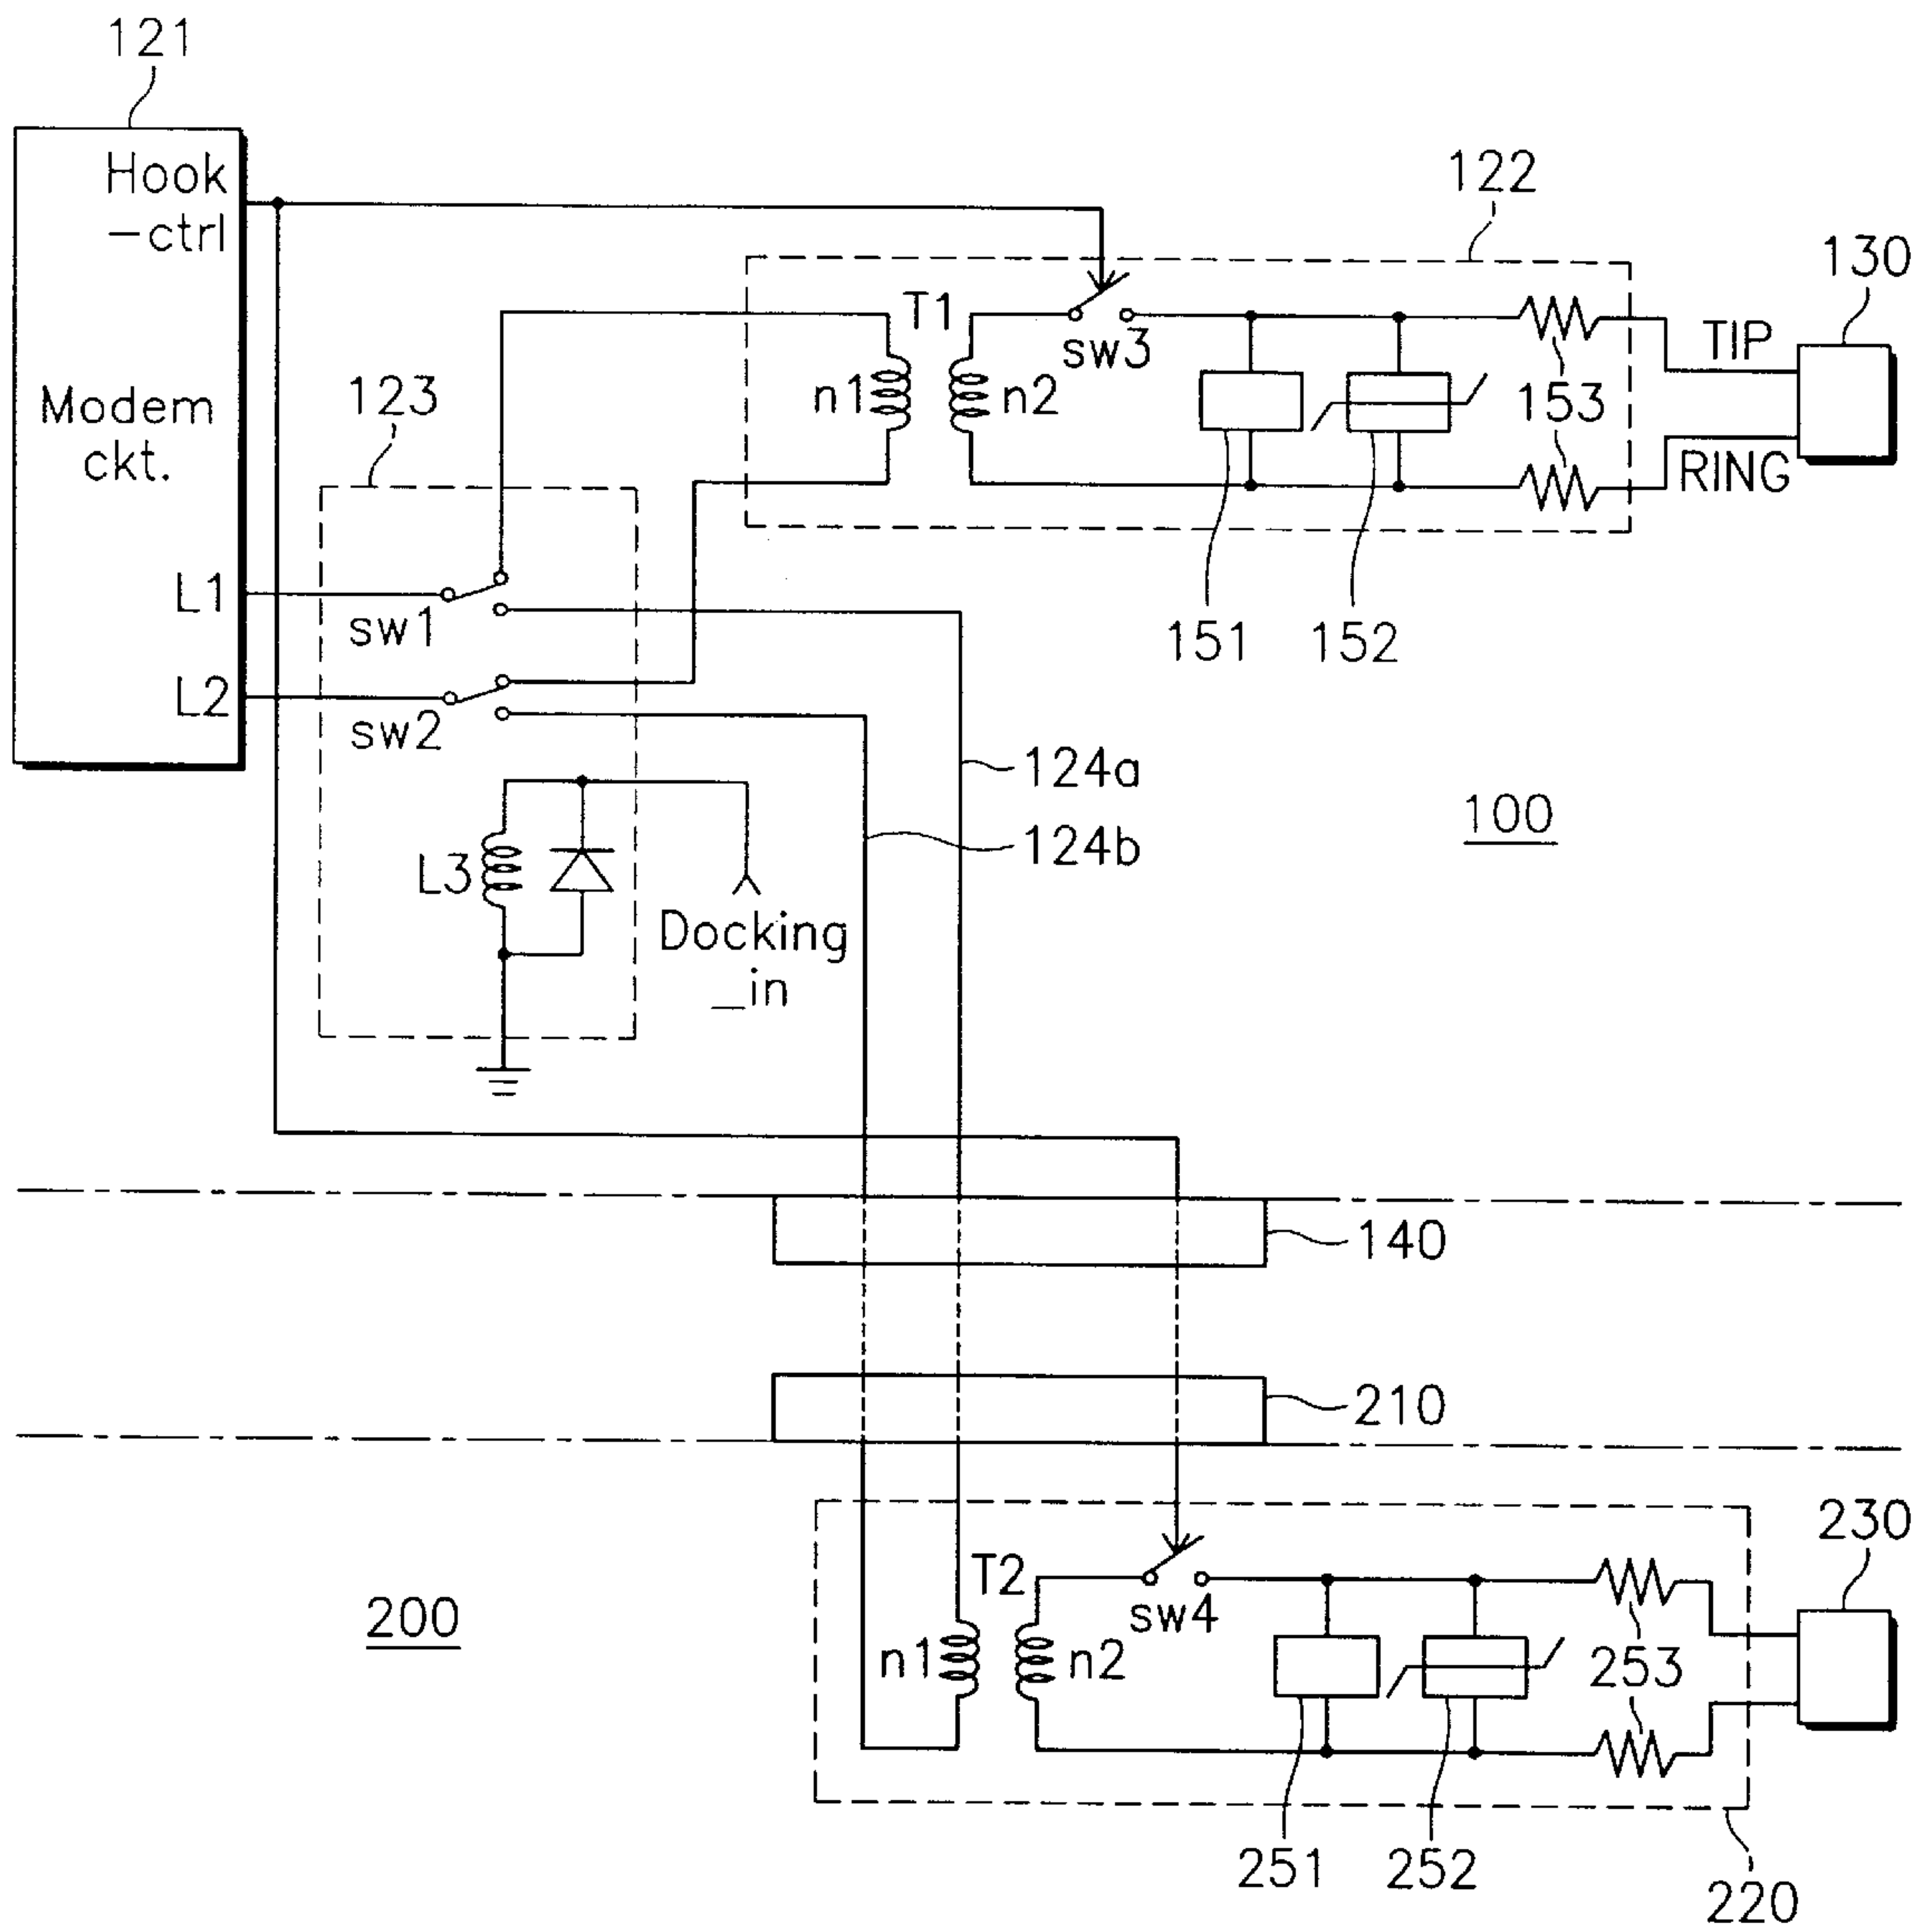 121
Hook
-ctrl
Modem
ckt.
L1
L2
122
130
T1
sw3
n1
n2
TIP
153
RING
123
sw1
sw2
151
152
124a
124b
100
L3
Docking
_in
140
210
230
T2
sw4
200
n1
n2
253
251
252
220